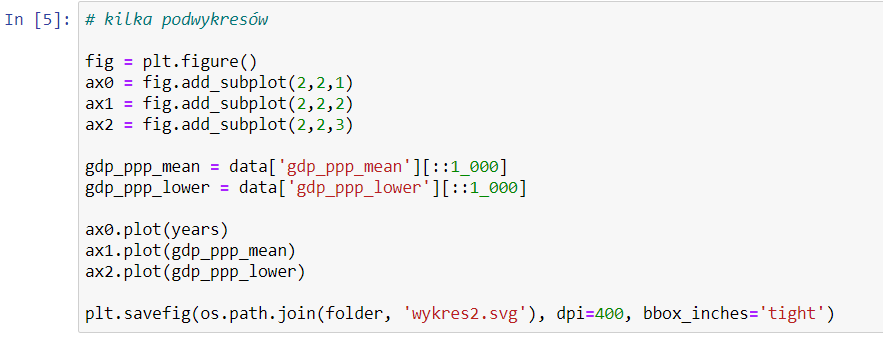 In [5]: # kilka podwykresów
fig = plt.figure()
ax0 = fig.add_subplot(2,2,1)
ax1 = fig.add_subplot(2,2,2)
ax2 = fig.add_subplot(2,2,3)
gdp_ppp_mean = data['gdp_ppp_mean'][::1_000]
gdp_ppp_lower = data['gdp_ppp_lower'][::1_000]
ax0.plot(years)
ax1.plot(gdp_ppp_mean)
ax2.plot(gdp_ppp_lower)
plt.savefig(os.path.join(folder, 'wykres2.svg'), dpi=400, bbox_inches='tight')